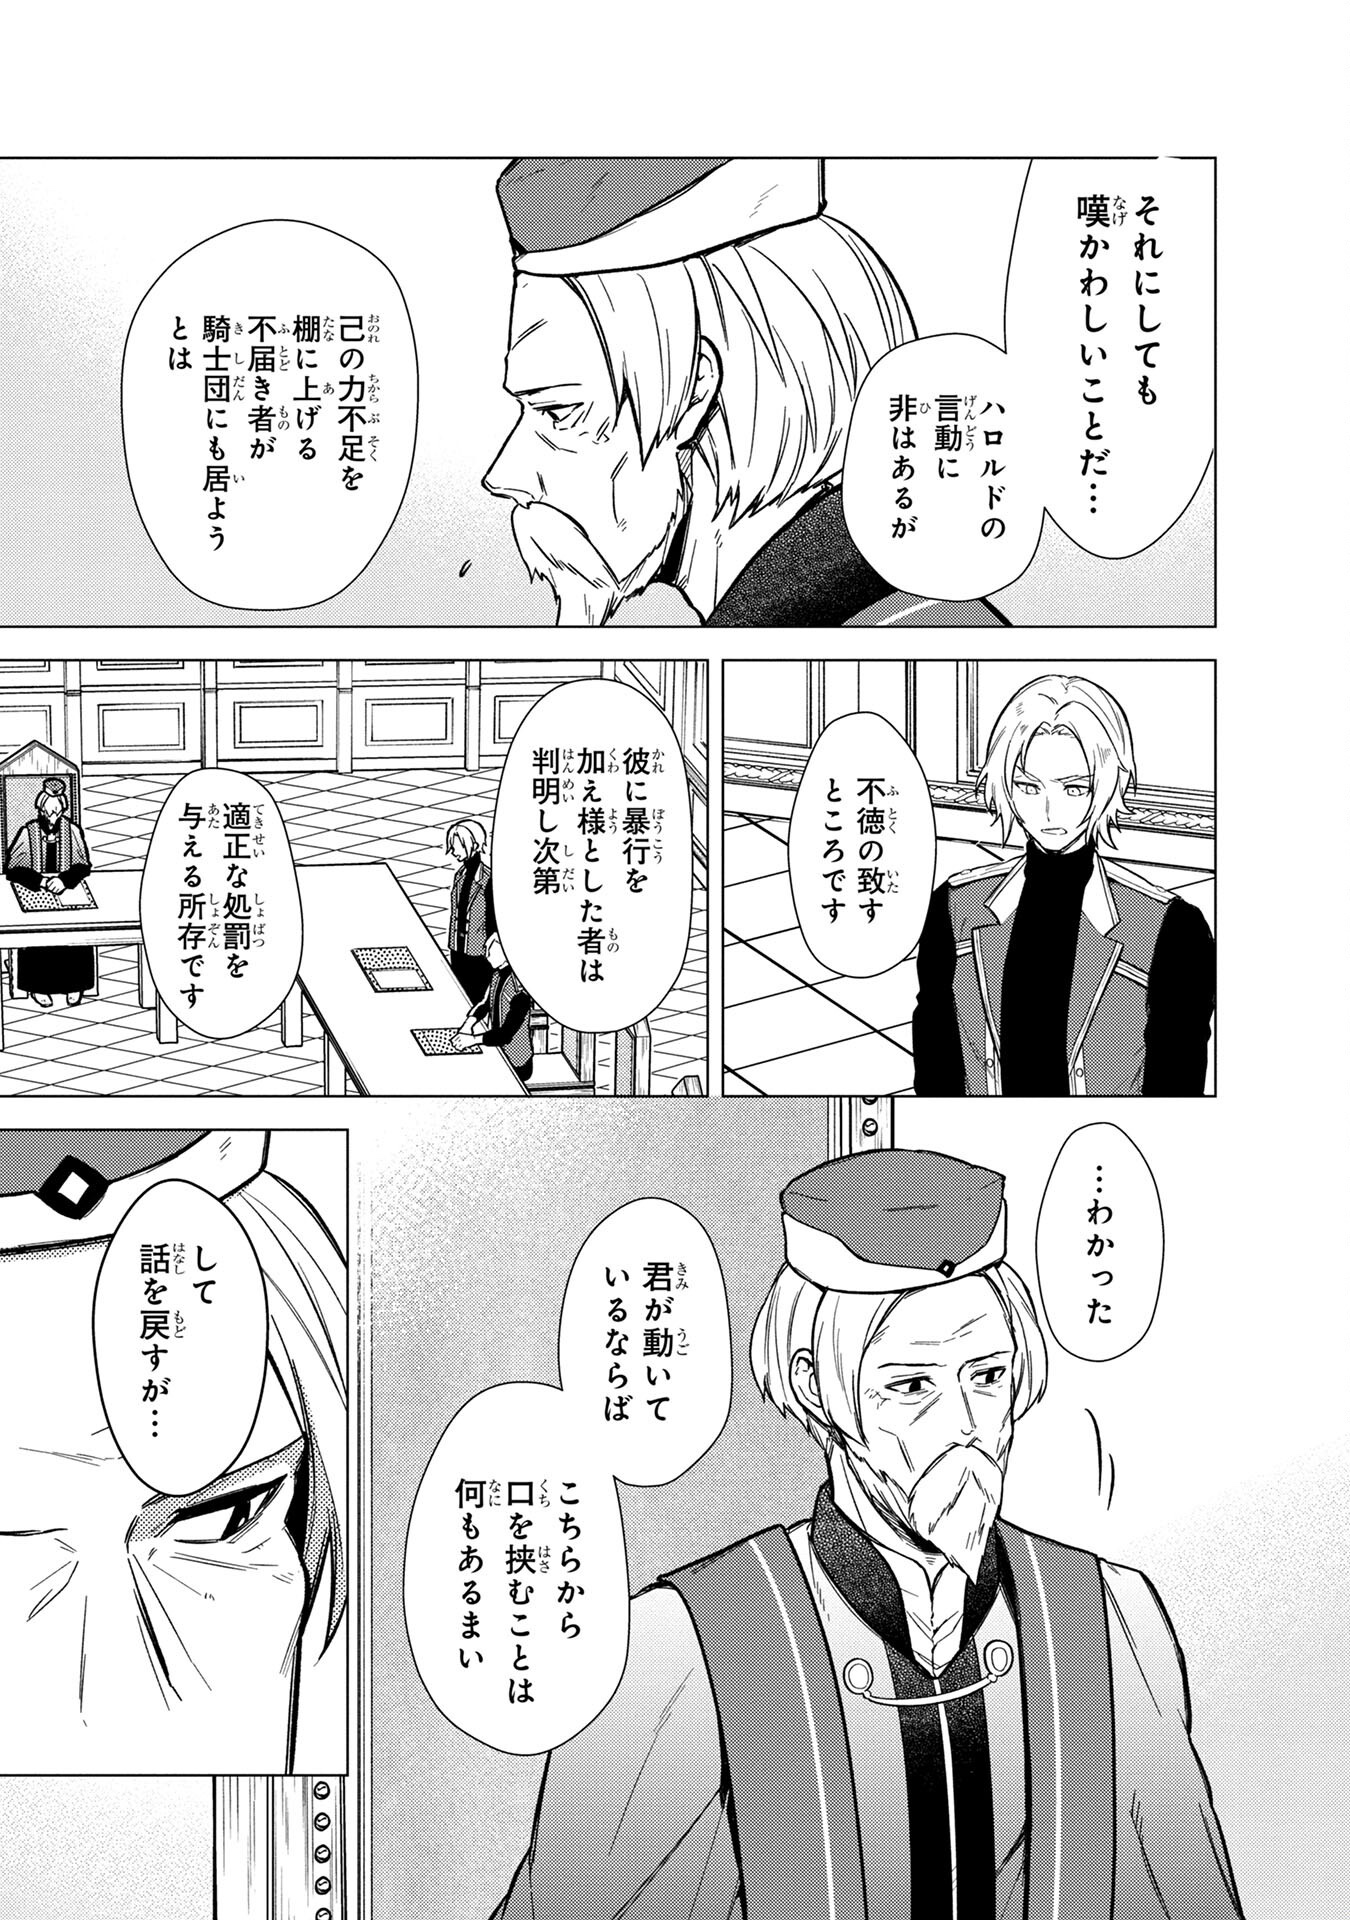 それにしても
嘆かわしいことだ…
ハロルドの
言動に
非はあるが
己の力不足を
棚に上げる
不届き者が
騎士団にも居よう
とは
不徳の致す
ところです
彼に暴行を
加え様とした者は
判明し次第
適正な処罰を
与える所存です
…わかった
君が動いて
いるならば
こちらから
口を挟むことは
何もあるまい
して
話を戻すが…